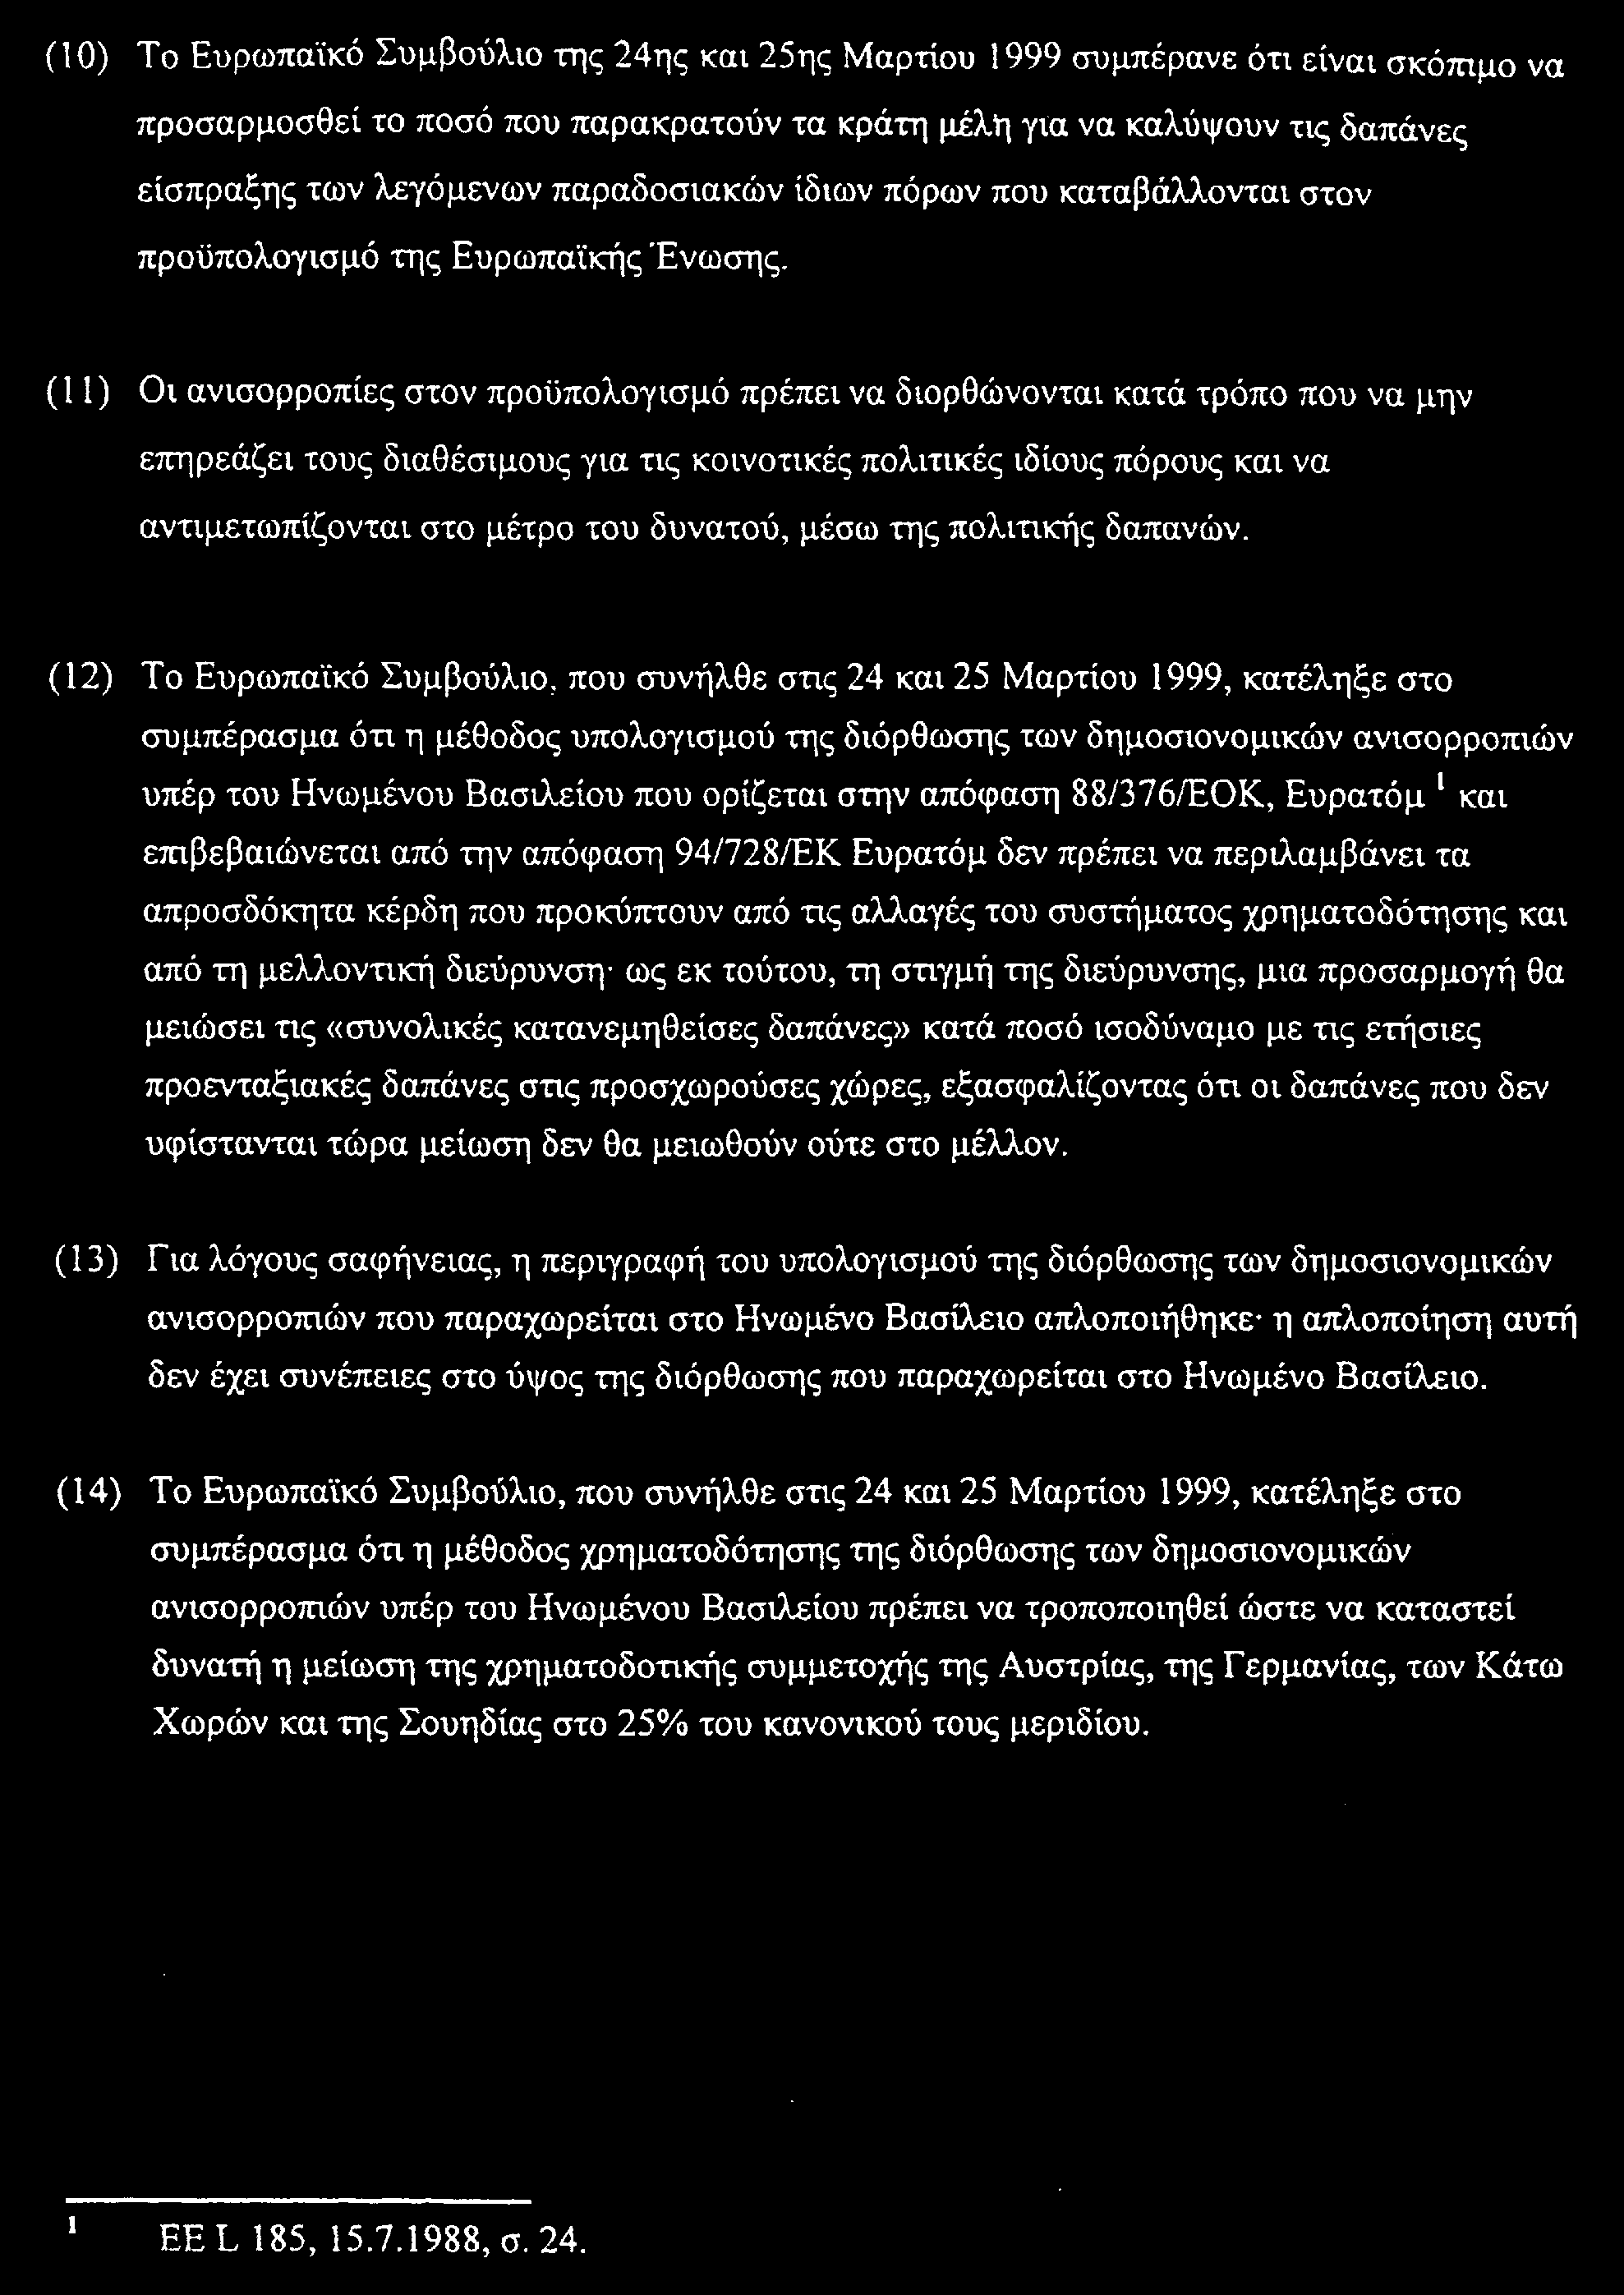 (10) Το Ευρωπαϊκό Συμβούλιο της 24ης και 25ης Μαρτίου 1999 συμπέρανε ότι είναι σκόπιμο να
προσαρμοσθεί το ποσό που παρακρατούν τα κράτη μέλη για να καλύψουν τις δαπάνες
είσπραξης των λεγόμενων παραδοσιακών ίδιων πόρων που καταβάλλονται στον
προϋπολογισμό της Ευρωπαϊκής Ένωσης.
(11) Οι ανισορροπίες στον προϋπολογισμό πρέπει να διορθώνονται κατά τρόπο που να μην
επηρεάζει τους διαθέσιμους για τις κοινοτικές πολιτικές ιδίους πόρους και να
αντιμετωπίζονται στο μέτρο του δυνατού, μέσω της πολιτικής δαπανών.
(12) Το Ευρωπαϊκό Συμβούλιο, που συνήλθε στις 24 και 25 Μαρτίου 1999, κατέληξε στο
συμπέρασμα ότι η μέθοδος υπολογισμού της διόρθωσης των δημοσιονομικών ανισορροπιών
υπέρ του Ηνωμένου Βασιλείου που ορίζεται στην απόφαση 88/376/ΕΟΚ, Ευρατόμ ¹ και
επιβεβαιώνεται από την απόφαση 94/728/ΕΚ Ευρατόμ δεν πρέπει να περιλαμβάνει τα
απροσδόκητα κέρδη που προκύπτουν από τις αλλαγές του συστήματος χρηματοδότησης και
από τη μελλοντική διεύρυνση· ως εκ τούτου, τη στιγμή της διεύρυνσης, μια προσαρμογή θα
μειώσει τις «συνολικές κατανεμηθείσες δαπάνες» κατά ποσό ισοδύναμο με τις ετήσιες
προενταξιακές δαπάνες στις προσχωρούσες χώρες, εξασφαλίζοντας ότι οι δαπάνες που δεν
υφίστανται τώρα μείωση δεν θα μειωθούν ούτε στο μέλλον.
(13) Για λόγους σαφήνειας, η περιγραφή του υπολογισμού της διόρθωσης των δημοσιονομικών
ανισορροπιών που παραχωρείται στο Ηνωμένο Βασίλειο απλοποιήθηκε· η απλοποίηση αυτή
δεν έχει συνέπειες στο ύψος της διόρθωσης που παραχωρείται στο Ηνωμένο Βασίλειο.
(14) Το Ευρωπαϊκό Συμβούλιο, που συνήλθε στις 24 και 25 Μαρτίου 1999, κατέληξε στο
συμπέρασμα ότι η μέθοδος χρηματοδότησης της διόρθωσης των δημοσιονομικών
ανισορροπιών υπέρ του Ηνωμένου Βασιλείου πρέπει να τροποποιηθεί ώστε να καταστεί
δυνατή η μείωση της χρηματοδοτικής συμμετοχής της Αυστρίας, της Γερμανίας, των Κάτω
Χωρών και της Σουηδίας στο 25% του κανονικού τους μεριδίου.
¹ ΕΕ L 185, 15.7.1988, σ. 24.